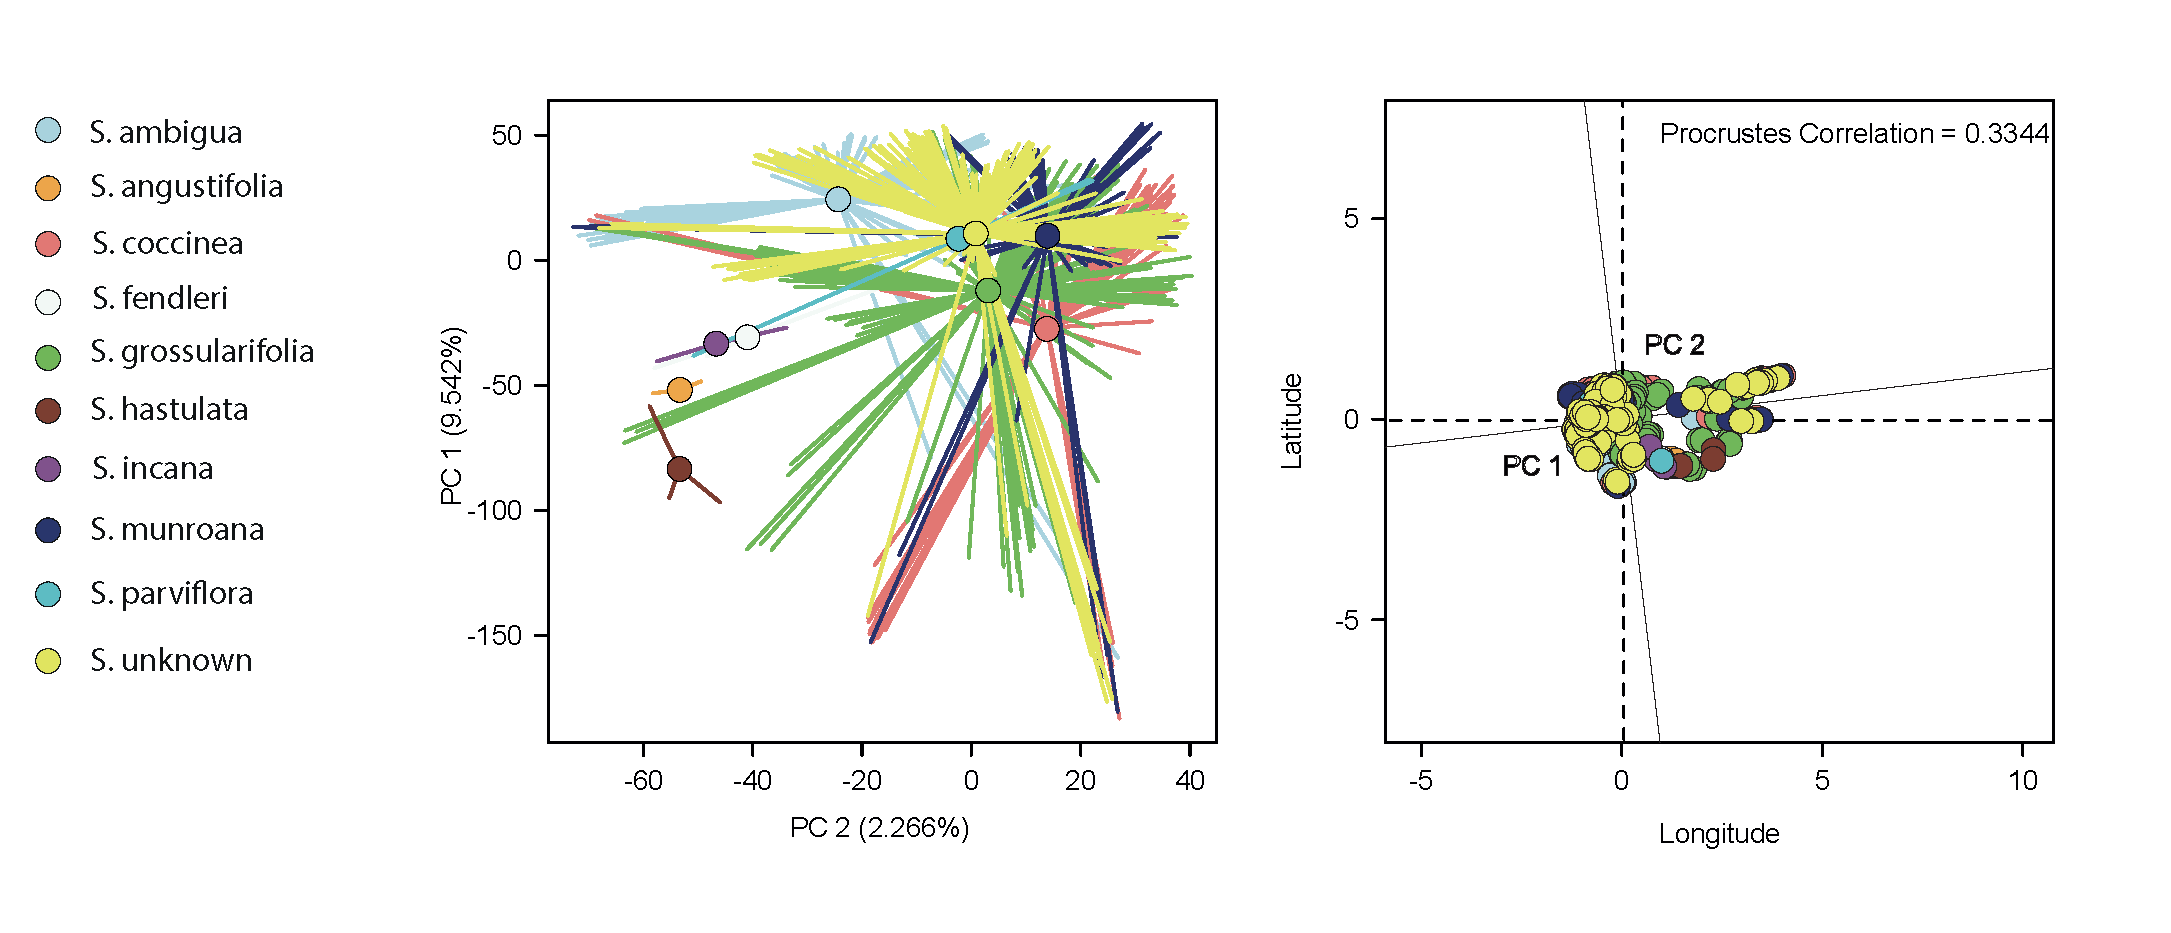 S. ambigua
S. angustifolia
S. coccinea
S. fendleri
S. grossularifolia
S. hastulata
S. incana
S. munroana
S. parviflora
S. unknown
PC 1 (9.542%)
50
0
-50
-100
-150
-60
-40
-20
0
20
40
PC 2 (2.266%)
Procrustes Correlation = 0.3344
Latitude
5
0
-5
PC 2
PC 1
-5
0
5
10
Longitude